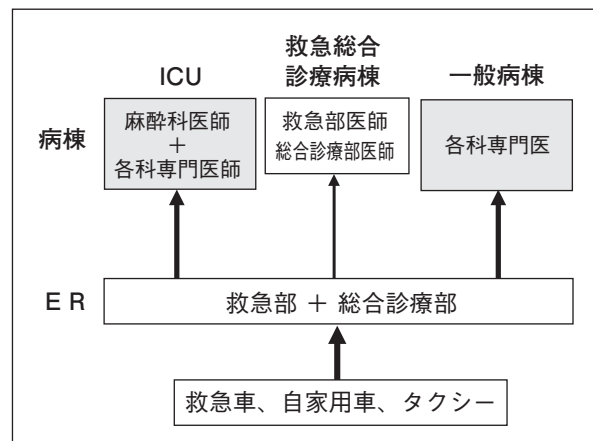 ICU
救急総合
診療病棟
一般病棟
病棟
麻酔科医師
+
各科専門医師
救急部医師
総合診療部医師
各科専門医
ER
救急部 + 総合診療部
救急車、自家用車、タクシー